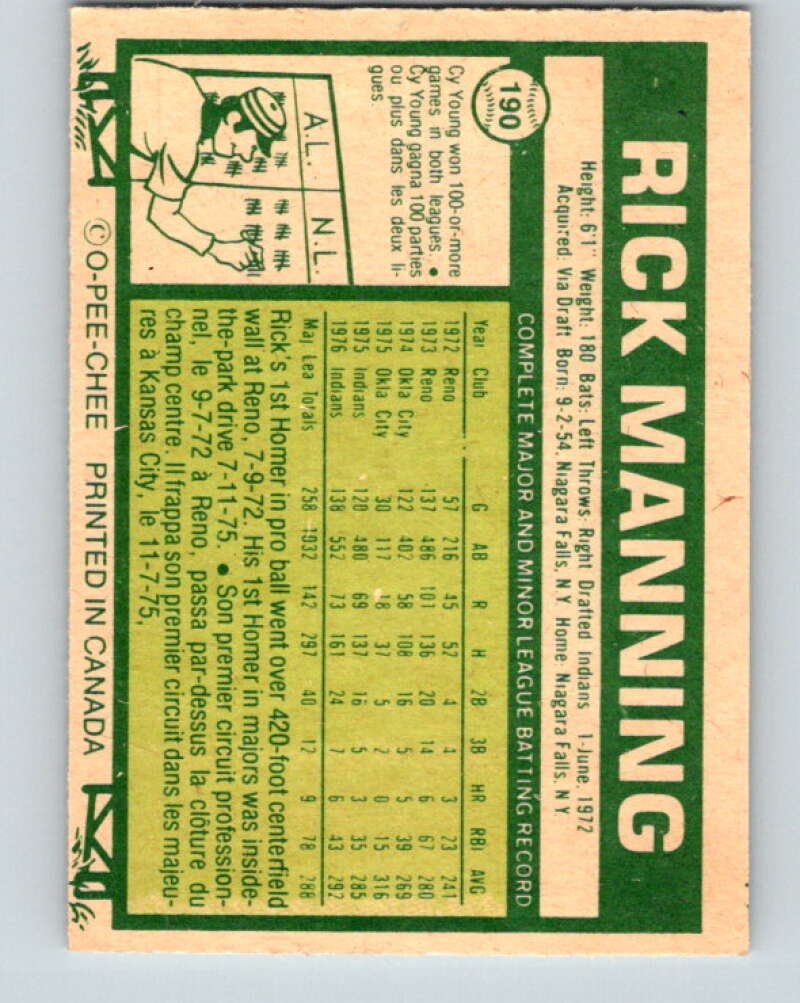 190
RICK MANNING
Height: 6'1" Weight: 180 Bats: Left Throws: Right Drafted Indians 1-June, 1972
Acquired: Via Draft Born: 9-2-54, Niagara Falls, N.Y. Home: Niagara Falls, N.Y.
COMPLETE MAJOR AND MINOR LEAGUE BATTING RECORD
Year Club G AB R H 2B 3B HR RBI AVG
1972 Reno 57 216 45 52 4 4 3 23 241
1973 Reno 137 486 101 136 20 14 6 67 280
1974 Okla City 122 402 58 108 16 5 5 39 269
1975 Okla City 30 117 18 37 5 2 0 15 316
1975 Indians 120 480 69 137 16 5 3 35 285
1976 Indians 138 552 73 161 24 7 6 43 292
Maj Lea Totals 258 1032 142 297 40 12 9 78 288
Rick's 1st Homer in pro ball went over 420-foot centerfield
wall at Reno, 7-9-72. His 1st Homer in majors was inside-
the-park drive 7-11-75. ● Son premier circuit profession-
nel, le 9-7-72 à Reno, passa par-dessus la clôture du
champ centre. Il frappa son premier circuit dans les majeu-
res à Kansas City, le 11-7-75,
Cy Young won 100-or-more
games in both leagues. ●
Cy Young gagna 100 parties
ou plus dans les deux li-
gues.
A.L. N.L.
© O-PEE-CHEE PRINTED IN CANADA